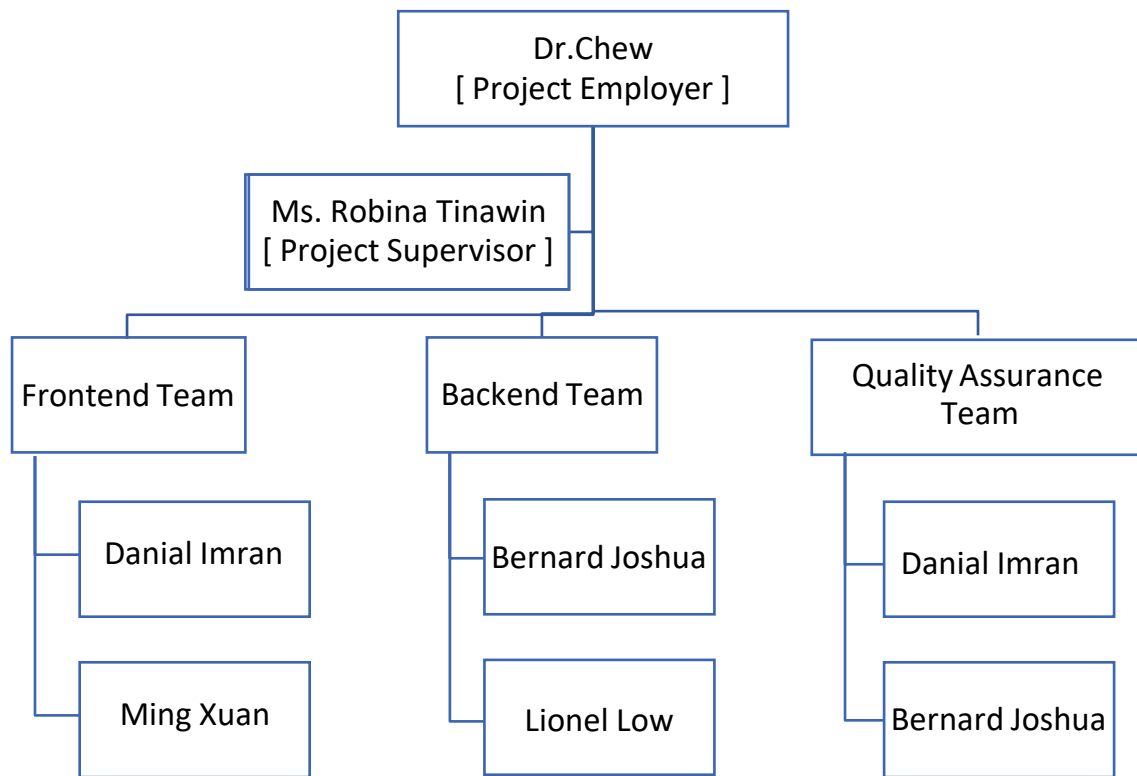 Dr.Chew
[ Project Employer ]
Ms. Robina Tinawin
[ Project Supervisor ]
Frontend Team
Backend Team
Quality Assurance
Team
Danial Imran
Bernard Joshua
Danial Imran
Ming Xuan
Lionel Low
Bernard Joshua